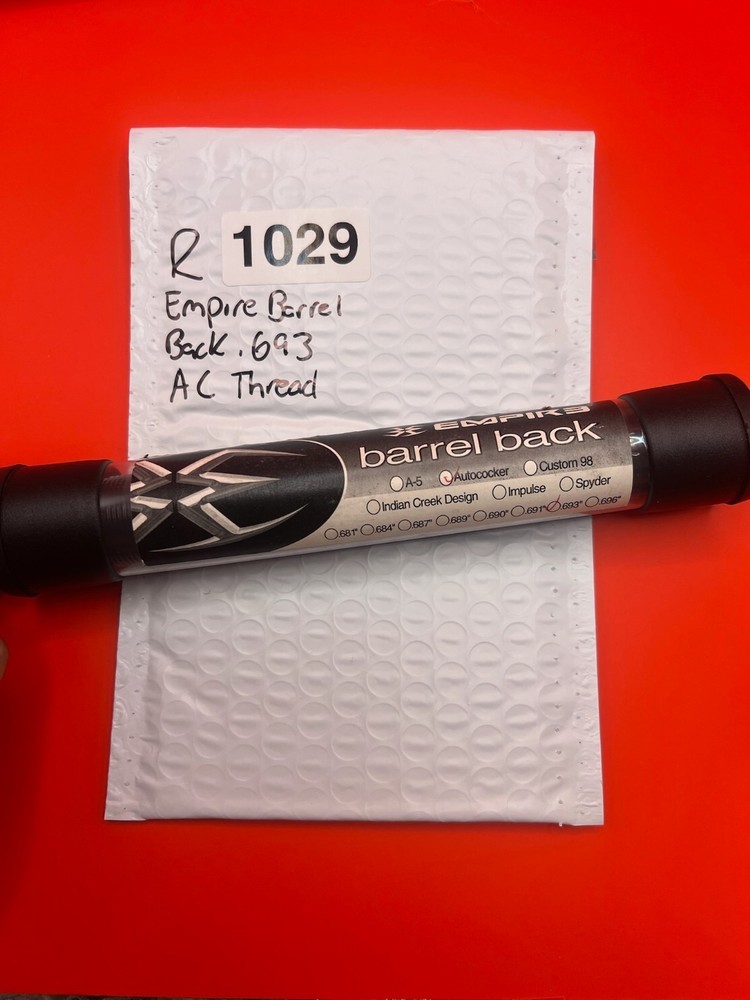 R 1029
Empire Barrel
Back .693
AC Thread
EMPIRE
barrel back
A-5 Autococker Custom 98
Indian Creek Design Impulse Spyder
.681" .684" .687" .689" .690" .691" .693" .696"